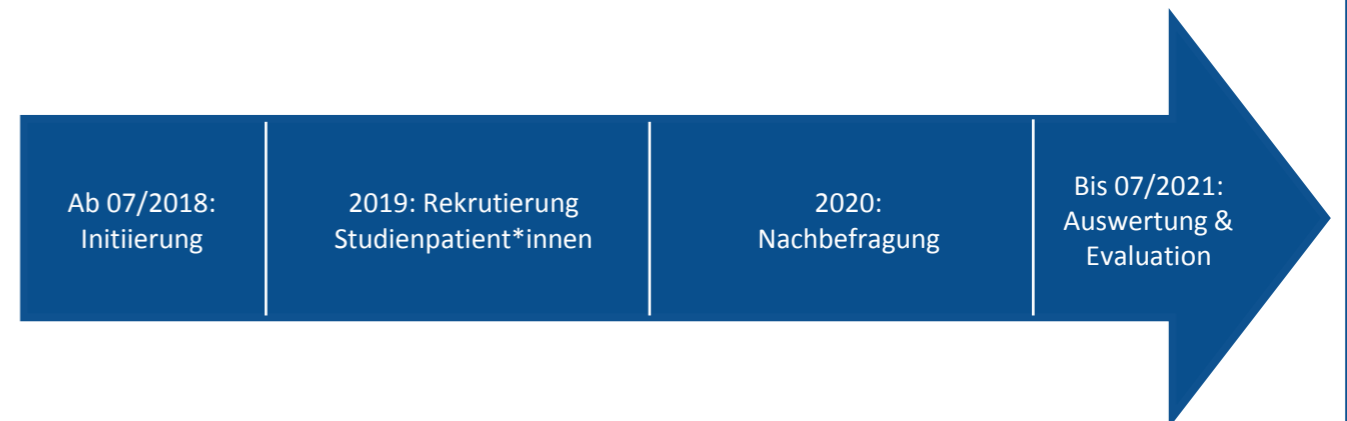 Ab 07/2018:
Initiierung
2019: Rekrutierung
Studienpatient*innen
2020:
Nachbefragung
Bis 07/2021:
Auswertung &
Evaluation